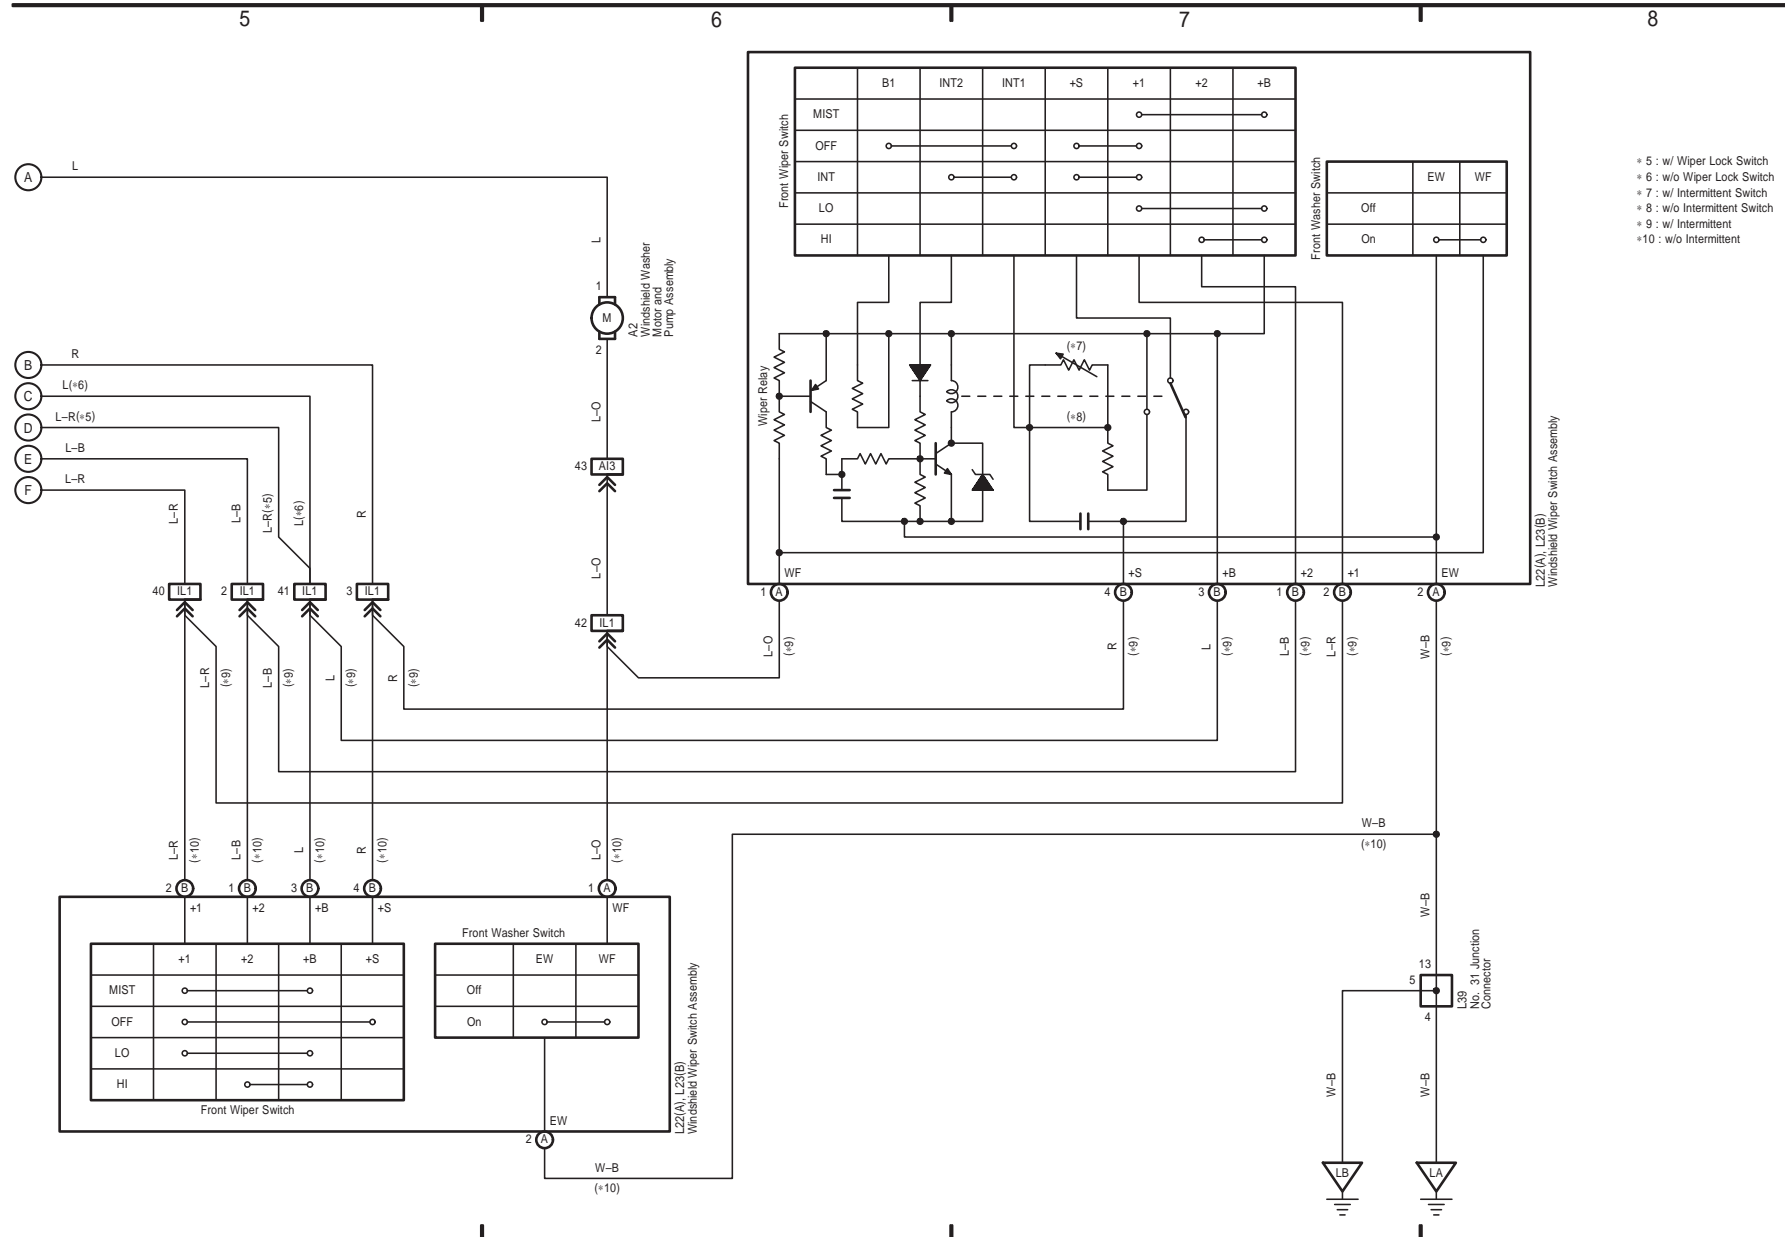 5
6
7
8
A
L
B
R
C
L(*6)
D
L–R(*5)
E
L–B
F
L–R
L–R
L–B
L–R(*5)
L(*6)
R
40 IL1
2 IL1
41 IL1
3 IL1
L–R
(*9)
L–B
(*9)
L
(*9)
R
(*9)
L
1
M
2
A2
Windshield Washer
Motor and
Pump Assembly
L–O
43 AI3
L–O
42 IL1
Front Wiper Switch
B1 INT2 INT1 +S +1 +2 +B
MIST
OFF
INT
LO
HI
Front Washer Switch
EW WF
Off
On
Wiper Relay
(*7)
(*8)
L22(A), L23(B)
Windshield Wiper Switch Assembly
WF
+S
+B
+2
+1
EW
1 A
4 B
3 B
1 B
2 B
2 A
L–O
(*9)
R
(*9)
L
(*9)
L–B
(*9)
L–R
(*9)
W–B
(*9)
* 5 : w/ Wiper Lock Switch
* 6 : w/o Wiper Lock Switch
* 7 : w/ Intermittent Switch
* 8 : w/o Intermittent Switch
* 9 : w/ Intermittent
*10 : w/o Intermittent
L–R
(*10)
L–B
(*10)
L
(*10)
R
(*10)
L–O
(*10)
2 B
1 B
3 B
4 B
1 A
+1
+2
+B
+S
WF
+1 +2 +B +S
MIST
OFF
LO
HI
Front Wiper Switch
Front Washer Switch
EW WF
Off
On
EW
2 A
L22(A), L23(B)
Windshield Wiper Switch Assembly
W–B
(*10)
W–B
(*10)
W–B
13
5
4
L39
No. 31 Junction
Connector
W–B
W–B
LB
LA